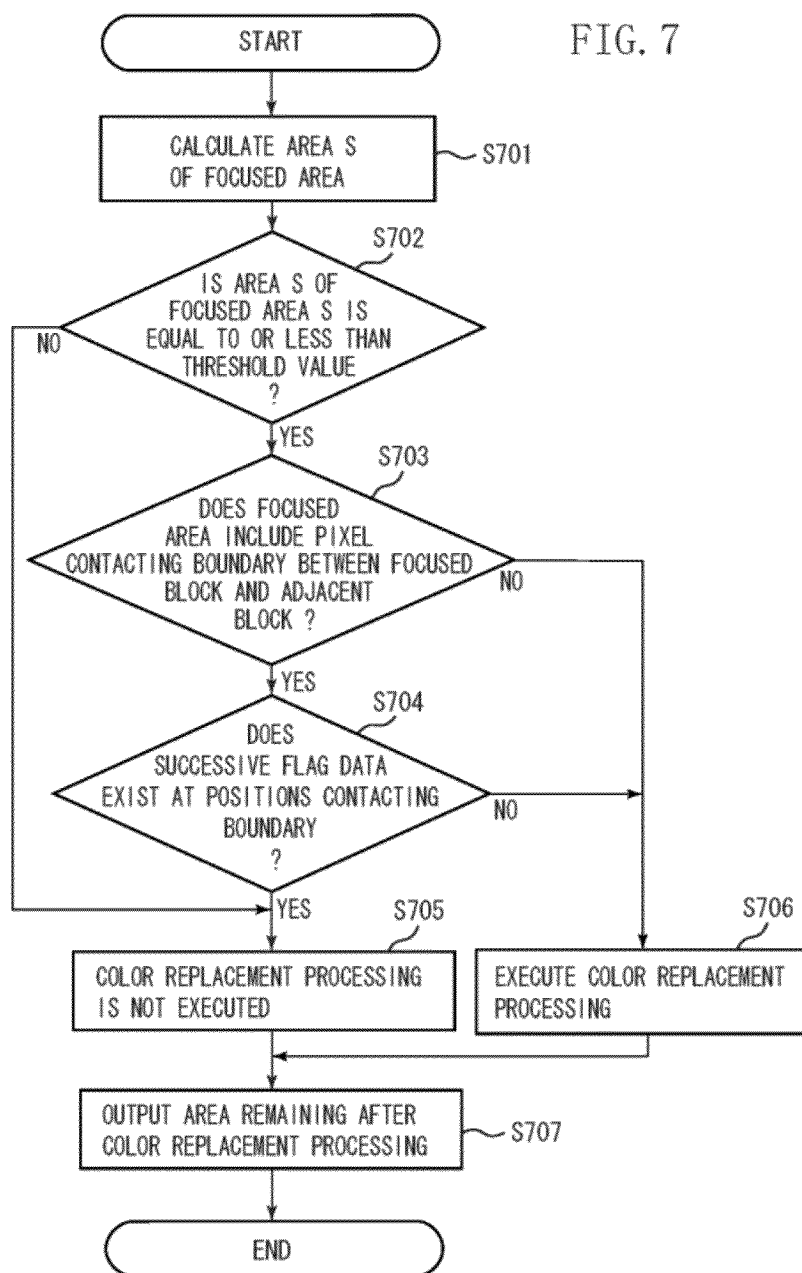 FIG. 7
START
CALCULATE AREA S
OF FOCUSED AREA
S701
S702
IS AREA S OF
FOCUSED AREA S IS
EQUAL TO OR LESS THAN
THRESHOLD VALUE
?
NO
YES
S703
DOES FOCUSED
AREA INCLUDE PIXEL
CONTACTING BOUNDARY BETWEEN FOCUSED
BLOCK AND ADJACENT
BLOCK ?
NO
YES
S704
DOES
SUCCESSIVE FLAG DATA
EXIST AT POSITIONS CONTACTING
BOUNDARY
?
NO
YES
S705
COLOR REPLACEMENT PROCESSING
IS NOT EXECUTED
S706
EXECUTE COLOR REPLACEMENT
PROCESSING
OUTPUT AREA REMAINING AFTER
COLOR REPLACEMENT PROCESSING
S707
END